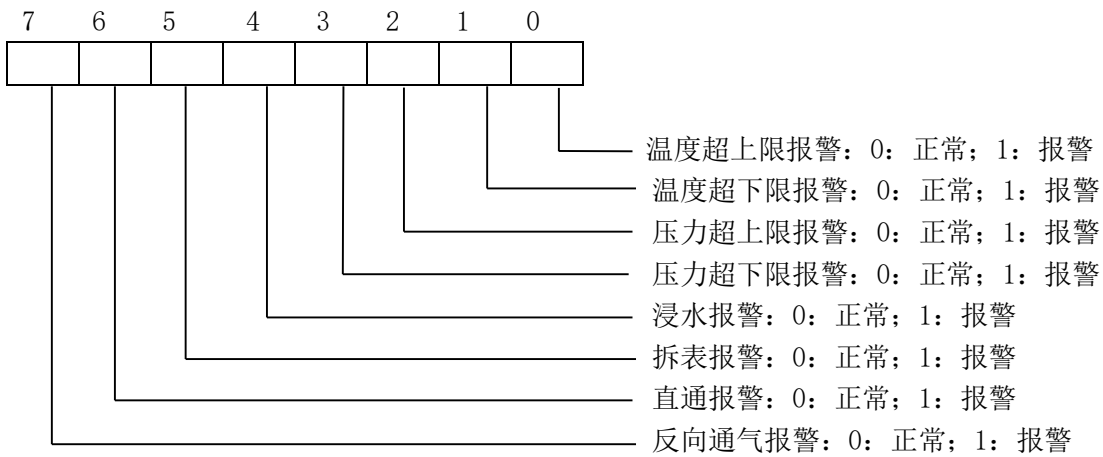 7 6 5 4 3 2 1 0
温度超上限报警：0：正常；1：报警
温度超下限报警：0：正常；1：报警
压力超上限报警：0：正常；1：报警
压力超下限报警：0：正常；1：报警
浸水报警：0：正常；1：报警
拆表报警：0：正常；1：报警
直通报警：0：正常；1：报警
反向通气报警：0：正常；1：报警